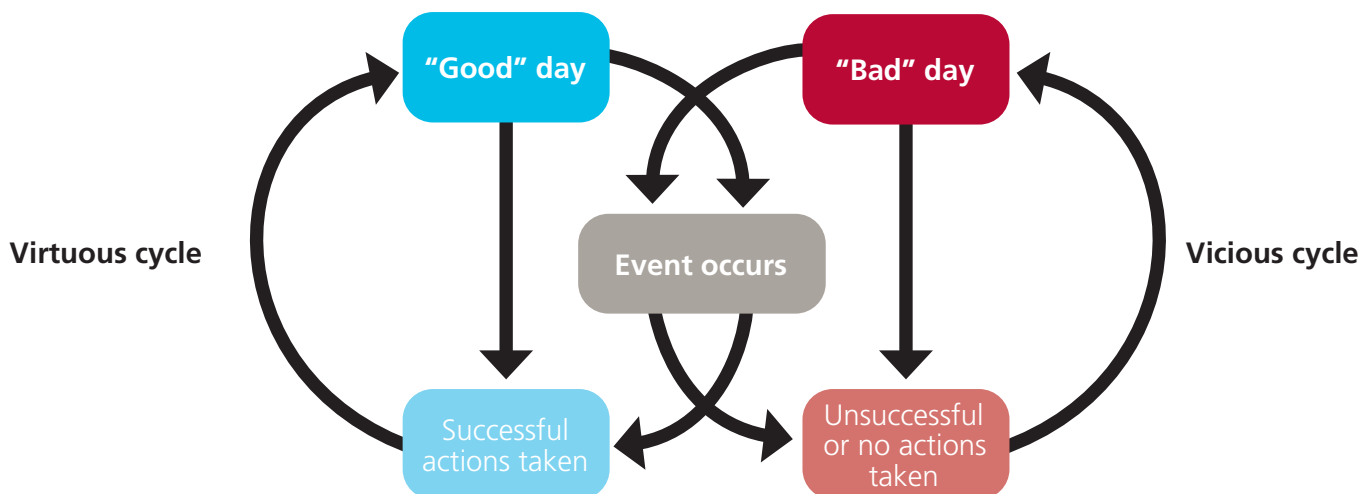 “Good” day
“Bad” day
Virtuous cycle
Event occurs
Vicious cycle
Successful
actions taken
Unsuccessful
or no actions
taken